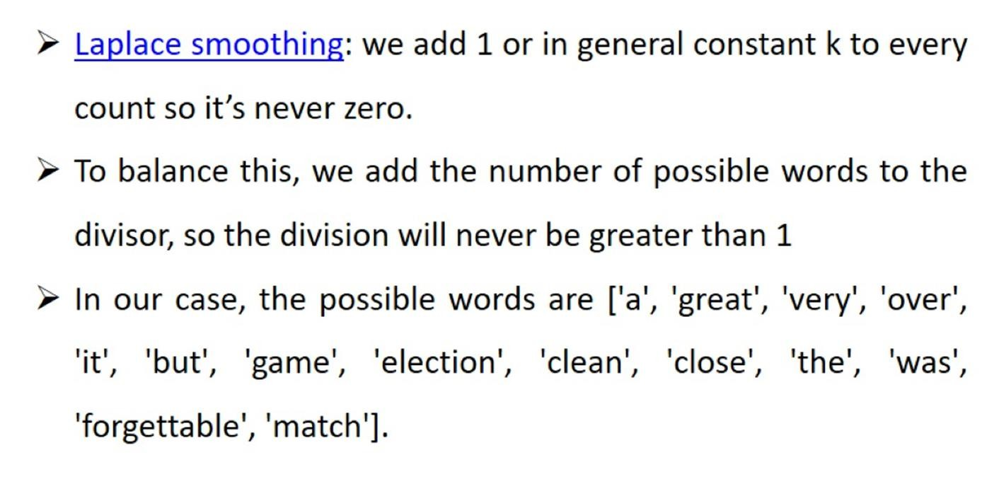 ➢ Laplace smoothing: we add 1 or in general constant k to every
count so it’s never zero.
➢ To balance this, we add the number of possible words to the
divisor, so the division will never be greater than 1
➢ In our case, the possible words are ['a', 'great', 'very', 'over',
'it', 'but', 'game', 'election', 'clean', 'close', 'the', 'was',
'forgettable', 'match'].